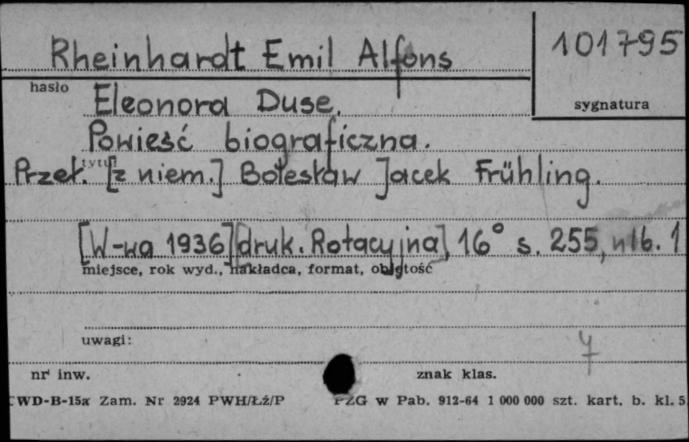 Rheinhardt Emil Alfons
101795
hasło
Eleonora Duse.
sygnatura
Powieść biograficzna.
tytuł
Przeł. [z niem.] Bolesław Jacek Frühling.
[W-wa 1936] [druk. Rotacyjna], 16° s. 255, nlb. 1
miejsce, rok wyd., nakładca, format, objętość
uwagi:
nr inw.
znak klas.
WD-B-15a Zam. Nr 2924 PWH/Łź/P
PZG w Pab. 912-64 1 000 000 szt. kart. b. kl. 5